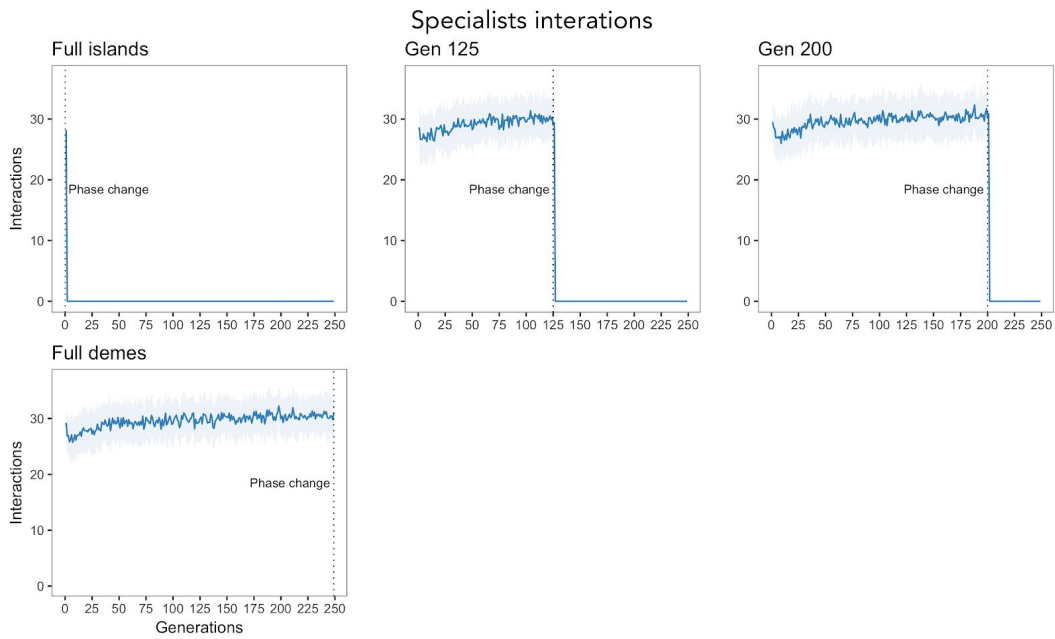 Specialists interations
Full islands
Gen 125
Gen 200
Interactions
30
20
10
0
Phase change
0 25 50 75 100 125 150 175 200 225 250
30
20
10
0
Phase change
0 25 50 75 100 125 150 175 200 225 250
30
20
10
0
Phase change
0 25 50 75 100 125 150 175 200 225 250
Full demes
Interactions
30
20
10
0
Phase change
0 25 50 75 100 125 150 175 200 225 250
Generations